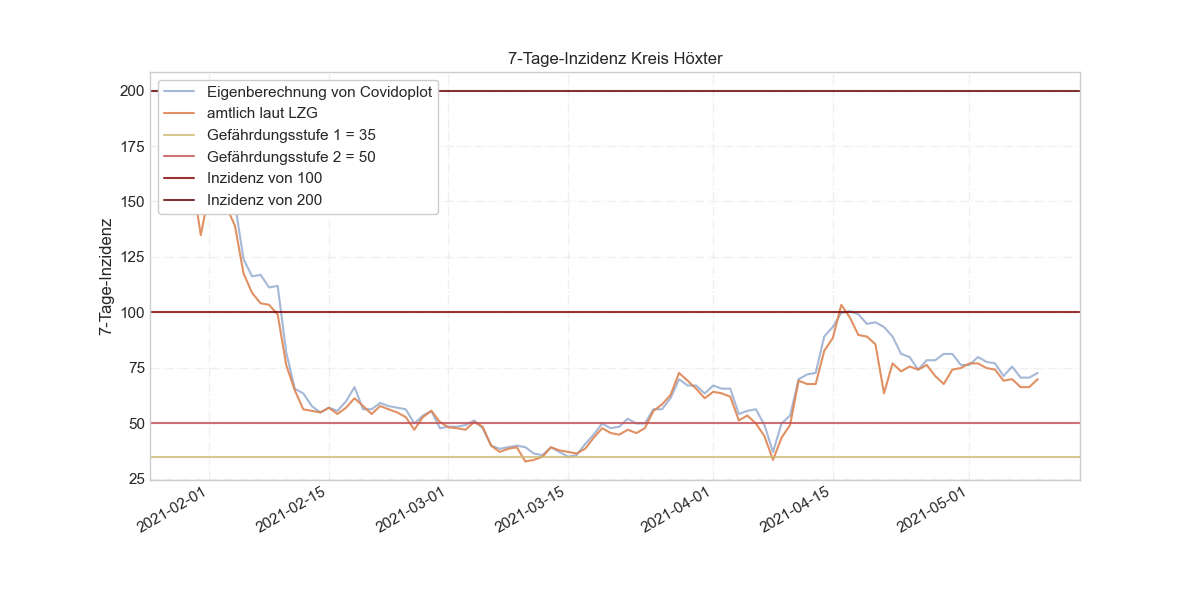 7-Tage-Inzidenz Kreis Höxter
Eigenberechnung von Covidoplot
amtlich laut LZG
Gefährdungsstufe 1 = 35
Gefährdungsstufe 2 = 50
Inzidenz von 100
Inzidenz von 200
7-Tage-Inzidenz
200
175
150
125
100
75
50
25
2021-02-01
2021-02-15
2021-03-01
2021-03-15
2021-04-01
2021-04-15
2021-05-01